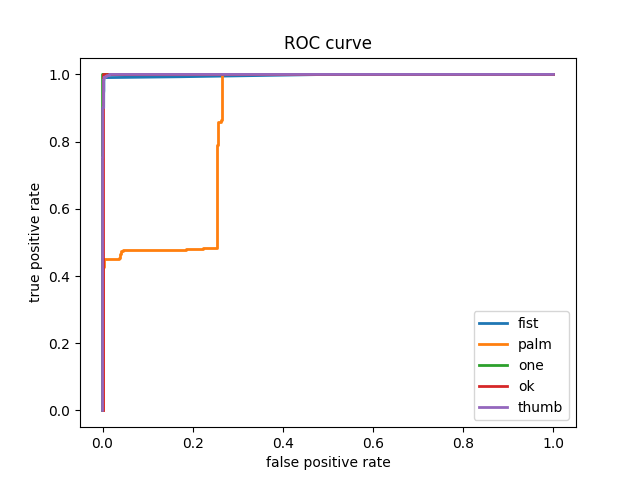 ROC curve
true positive rate
1.0
0.8
0.6
0.4
0.2
0.0
fist
palm
one
ok
thumb
0.0 0.2 0.4 0.6 0.8 1.0
false positive rate